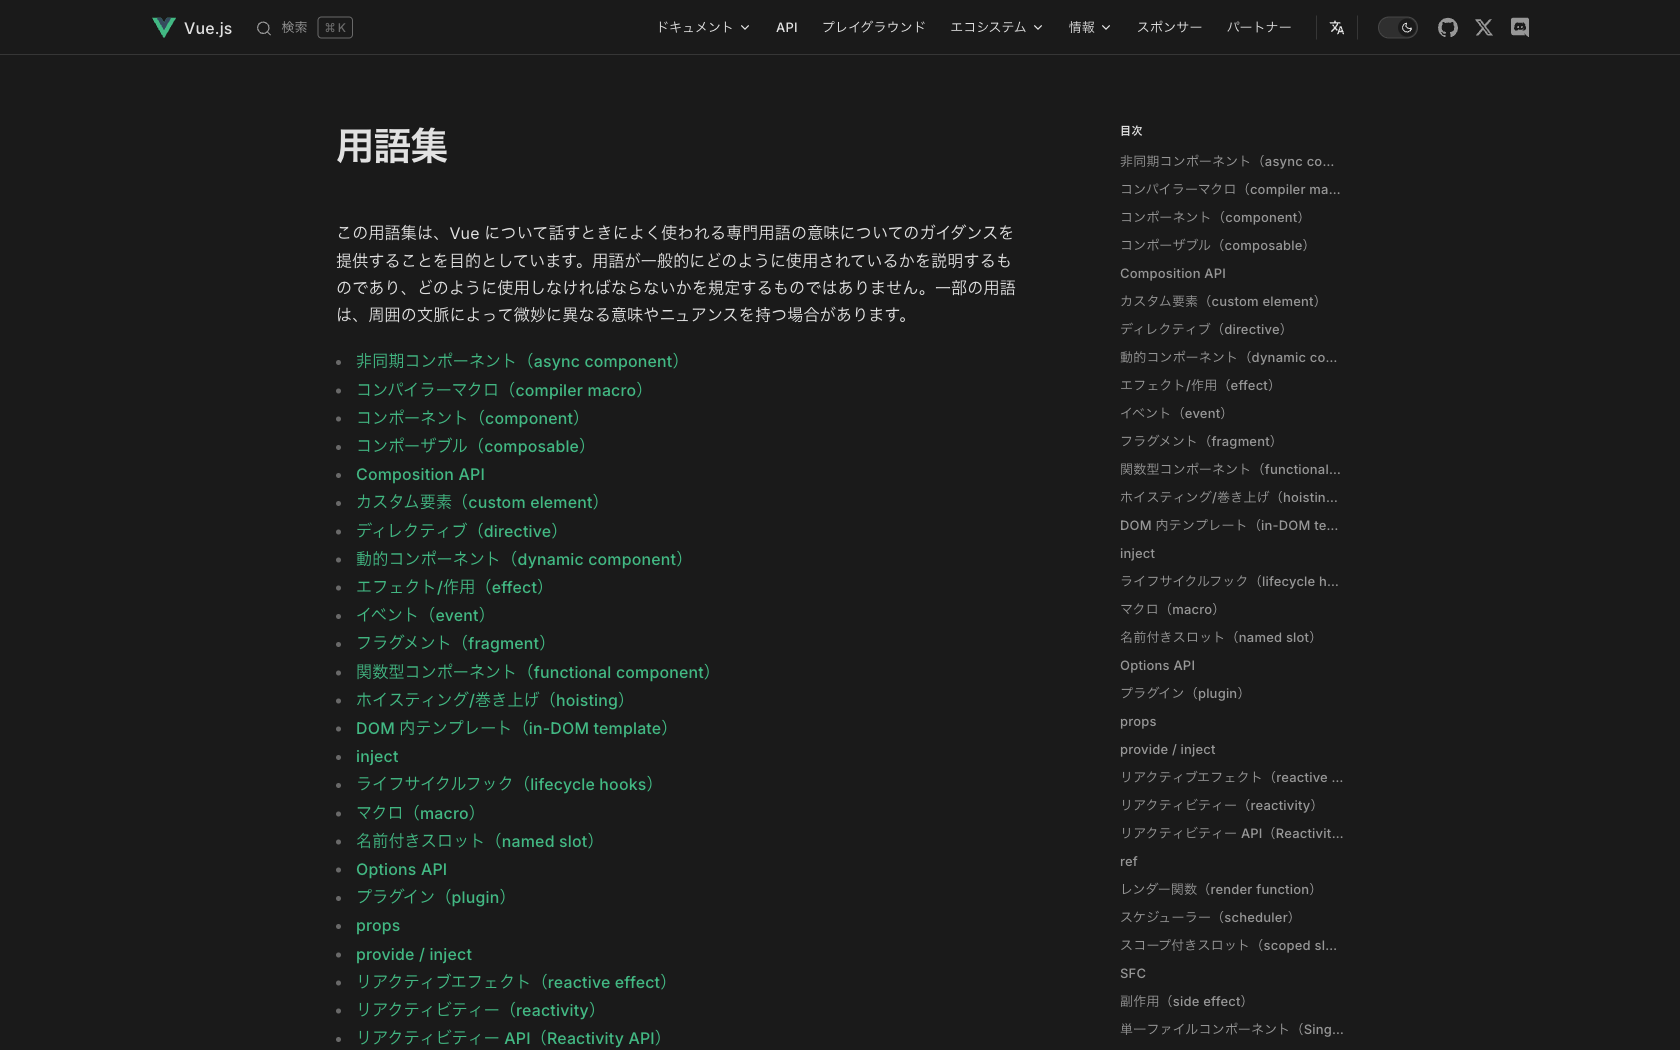 Vue.js
検索
⌘ K
ドキュメント
API
プレイグラウンド
エコシステム
情報
スポンサー
パートナー
用語集
この用語集は、Vue について話すときによく使われる専門用語の意味についてのガイダンスを
提供することを目的としています。用語が一般的にどのように使用されているかを説明するも
のであり、どのように使用しなければならないかを規定するものではありません。一部の用語
は、周囲の文脈によって微妙に異なる意味やニュアンスを持つ場合があります。
非同期コンポーネント（async component）
コンパイラーマクロ（compiler macro）
コンポーネント（component）
コンポーザブル（composable）
Composition API
カスタム要素（custom element）
ディレクティブ（directive）
動的コンポーネント（dynamic component）
エフェクト/作用（effect）
イベント（event）
フラグメント（fragment）
関数型コンポーネント（functional component）
ホイスティング/巻き上げ（hoisting）
DOM 内テンプレート（in-DOM template）
inject
ライフサイクルフック（lifecycle hooks）
マクロ（macro）
名前付きスロット（named slot）
Options API
プラグイン（plugin）
props
provide / inject
リアクティブエフェクト（reactive effect）
リアクティビティー（reactivity）
リアクティビティー API（Reactivity API）
目次
非同期コンポーネント（async co...
コンパイラーマクロ（compiler ma...
コンポーネント（component）
コンポーザブル（composable）
Composition API
カスタム要素（custom element）
ディレクティブ（directive）
動的コンポーネント（dynamic co...
エフェクト/作用（effect）
イベント（event）
フラグメント（fragment）
関数型コンポーネント（functional...
ホイスティング/巻き上げ（hoistin...
DOM 内テンプレート（in-DOM te...
inject
ライフサイクルフック（lifecycle h...
マクロ（macro）
名前付きスロット（named slot）
Options API
プラグイン（plugin）
props
provide / inject
リアクティブエフェクト（reactive ...
リアクティビティー（reactivity）
リアクティビティー API（Reactivit...
ref
レンダー関数（render function）
スケジューラー（scheduler）
スコープ付きスロット（scoped sl...
SFC
副作用（side effect）
単一ファイルコンポーネント（Sing...